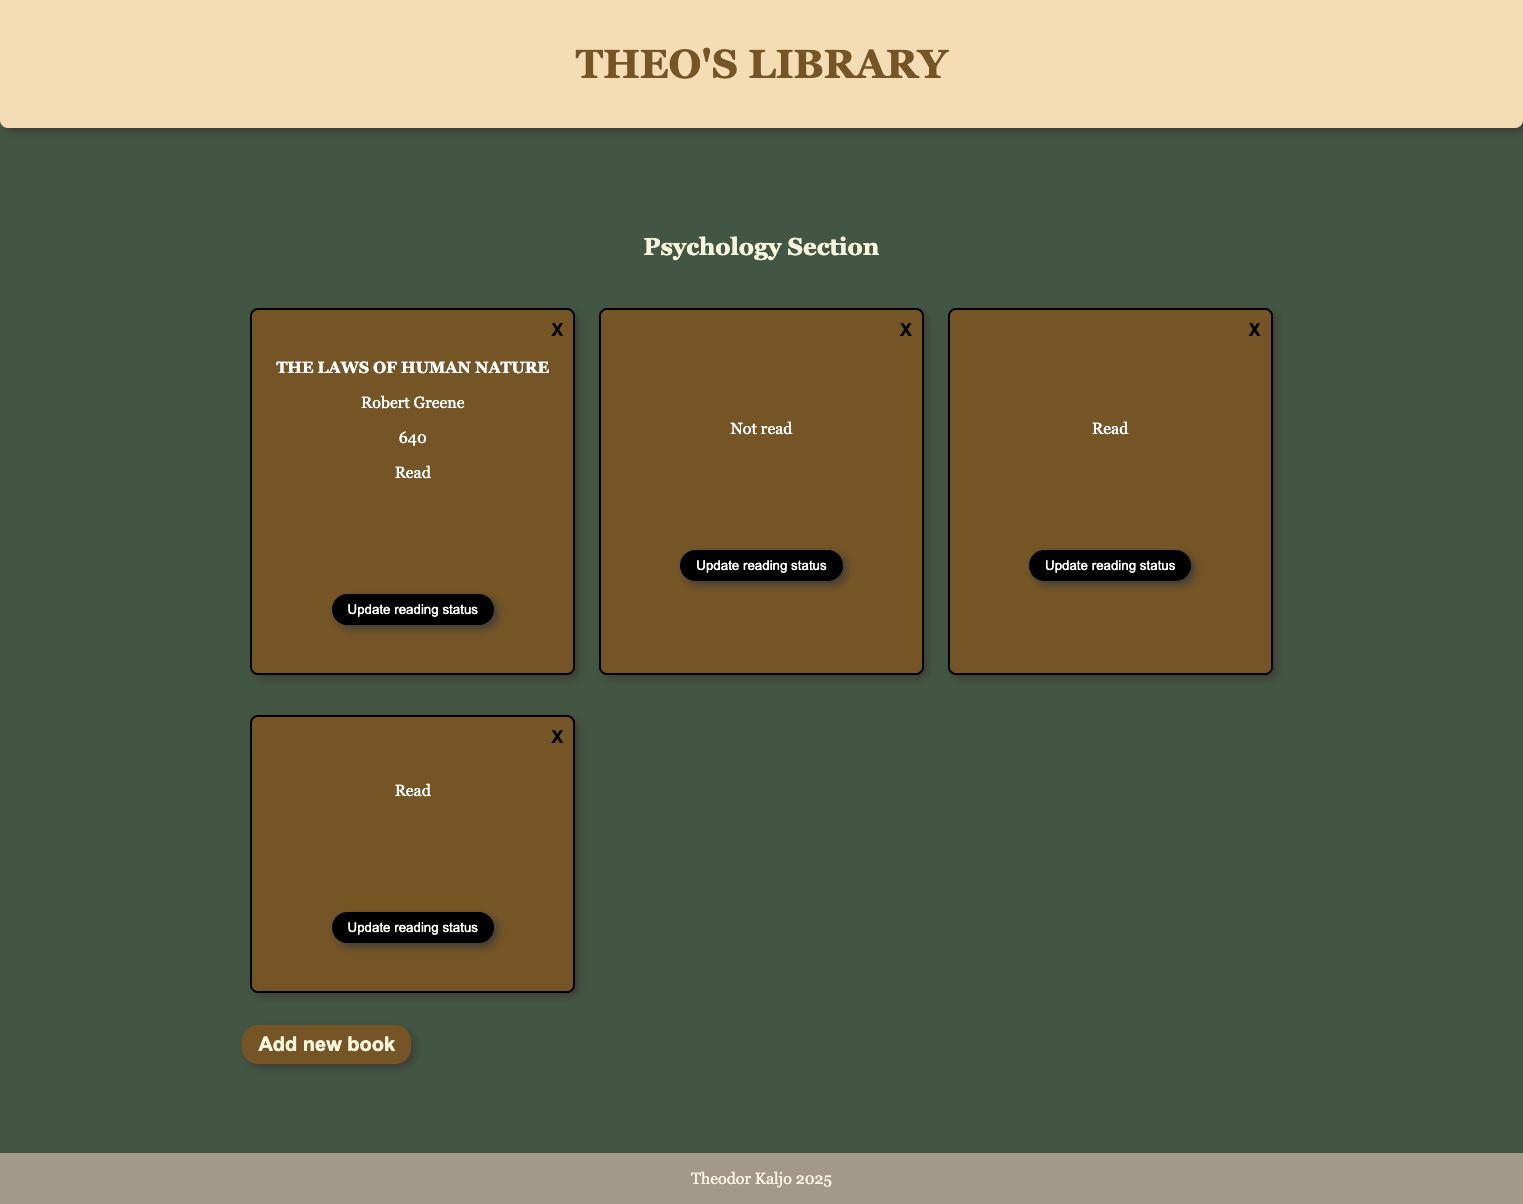 THEO'S LIBRARY
Psychology Section
X
THE LAWS OF HUMAN NATURE
Robert Greene
640
Read
Update reading status
X
Not read
Update reading status
X
Read
Update reading status
X
Read
Update reading status
Add new book
Theodor Kaljo 2025